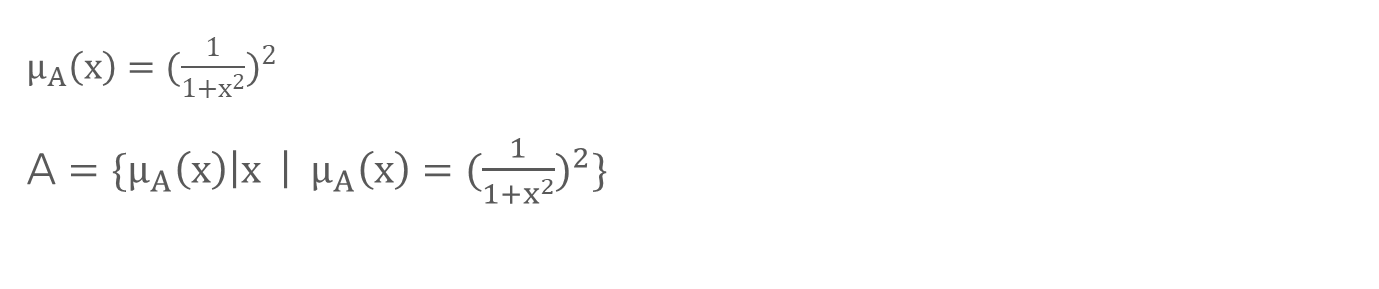 μA(x) = (1/(1+x²))²
A = {μA(x)|x | μA(x) = (1/(1+x²))²}